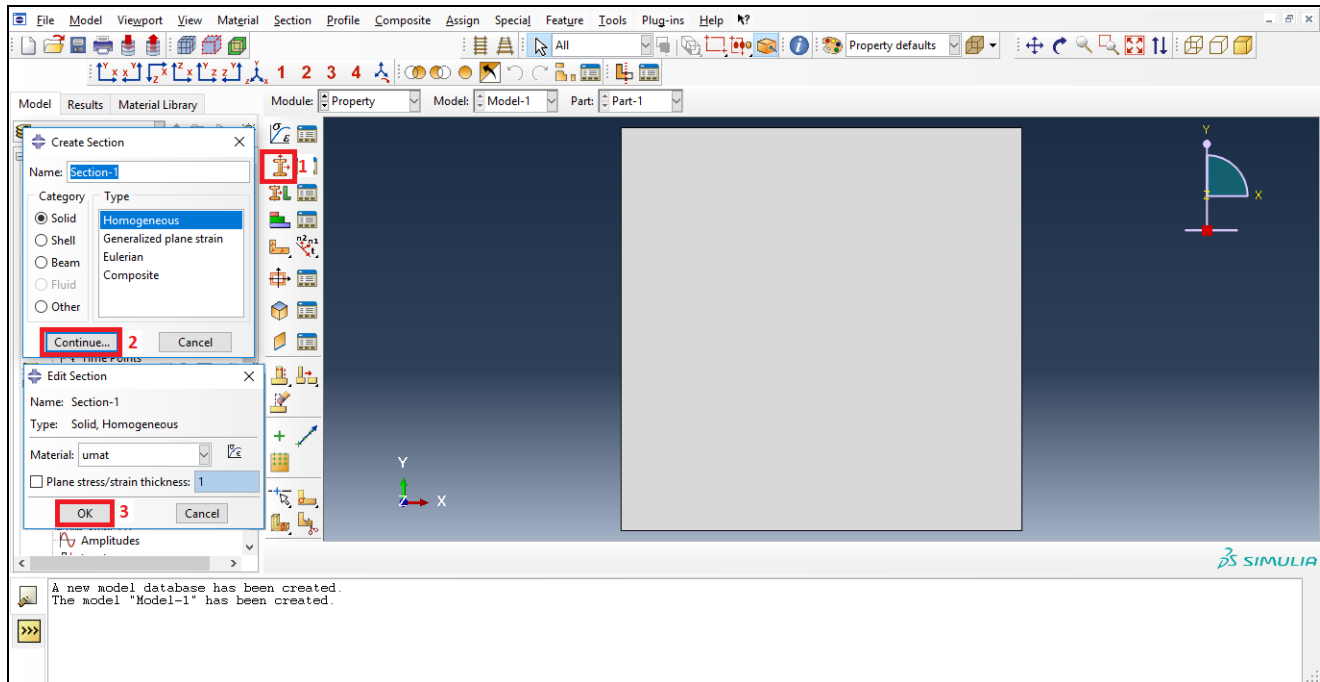 File Model Viewport View Material Section Profile Composite Assign Special Feature Tools Plug-ins Help
All
Property defaults
1 2 3 4
Model Results Material Library
Module: Property Model: Model-1 Part: Part-1
Create Section
Name: Section-1
Category Type
Solid
Shell
Beam
Fluid
Other
Homogeneous
Generalized plane strain
Eulerian
Composite
Continue... 2 Cancel
1
Time Points
Edit Section
Name: Section-1
Type: Solid, Homogeneous
Material: umat
Plane stress/strain thickness: 1
OK 3 Cancel
Amplitudes
Y
X
Z
Y
X
Z
SIMULIA
A new model database has been created.
The model "Model-1" has been created.
>>>